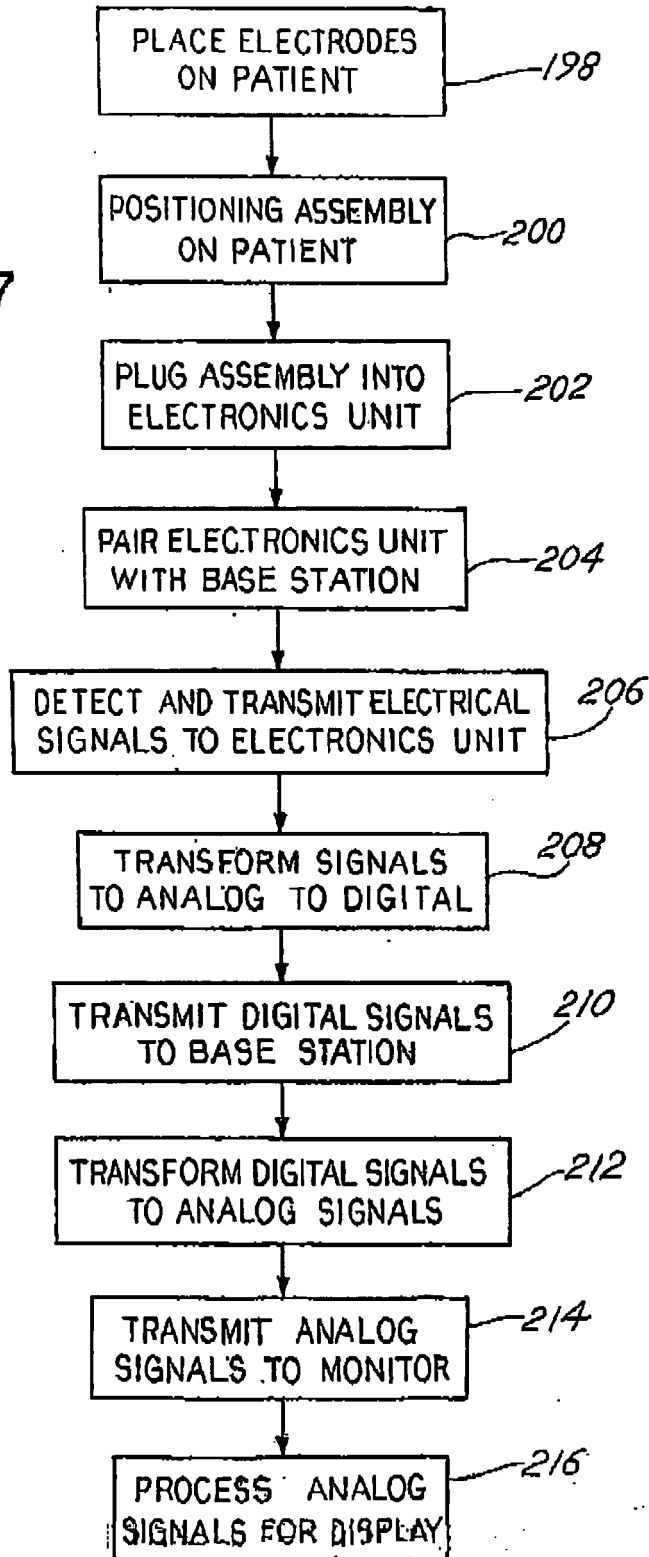 PLACE ELECTRODES
ON PATIENT
198
POSITIONING ASSEMBLY
ON PATIENT
200
7
PLUG ASSEMBLY INTO
ELECTRONICS UNIT
202
PAIR ELECTRONICS UNIT
WITH BASE STATION
204
DETECT AND TRANSMIT ELECTRICAL
SIGNALS TO ELECTRONICS UNIT
206
TRANSFORM SIGNALS
TO ANALOG TO DIGITAL
208
TRANSMIT DIGITAL SIGNALS
TO BASE STATION
210
TRANSFORM DIGITAL SIGNALS
TO ANALOG SIGNALS
212
TRANSMIT ANALOG
SIGNALS TO MONITOR
214
PROCESS ANALOG
SIGNALS FOR DISPLAY
216